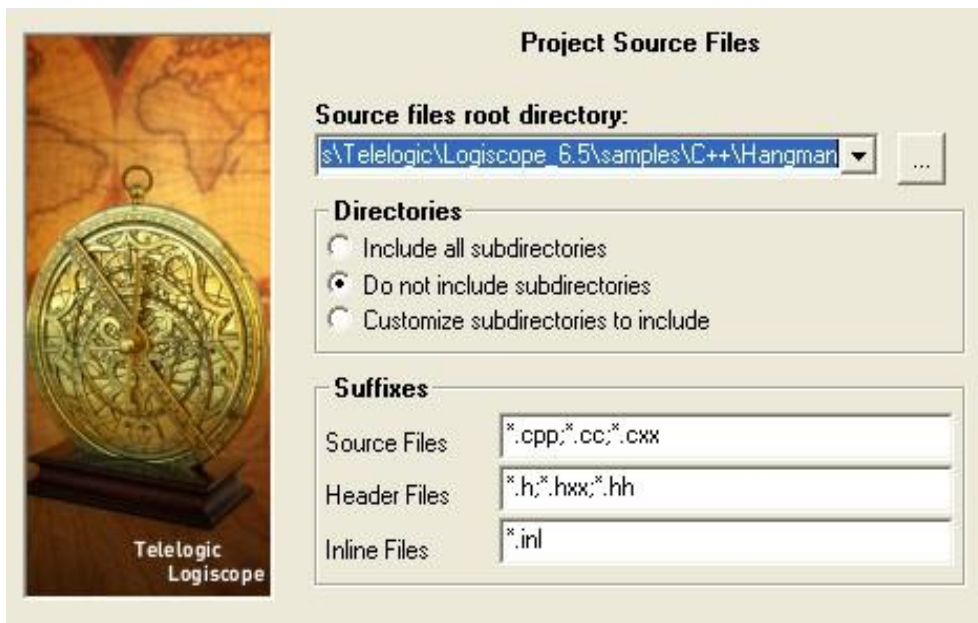 Project Source Files
Source files root directory:
s\Telelogic\Logiscope_6.5\samples\C++\Hangman
...
Directories
Include all subdirectories
Do not include subdirectories
Customize subdirectories to include
Suffixes
Source Files *.cpp;*.cc;*.cxx
Header Files *.h;*.hxx;*.hh
Inline Files *.inl
Telelogic
Logiscope